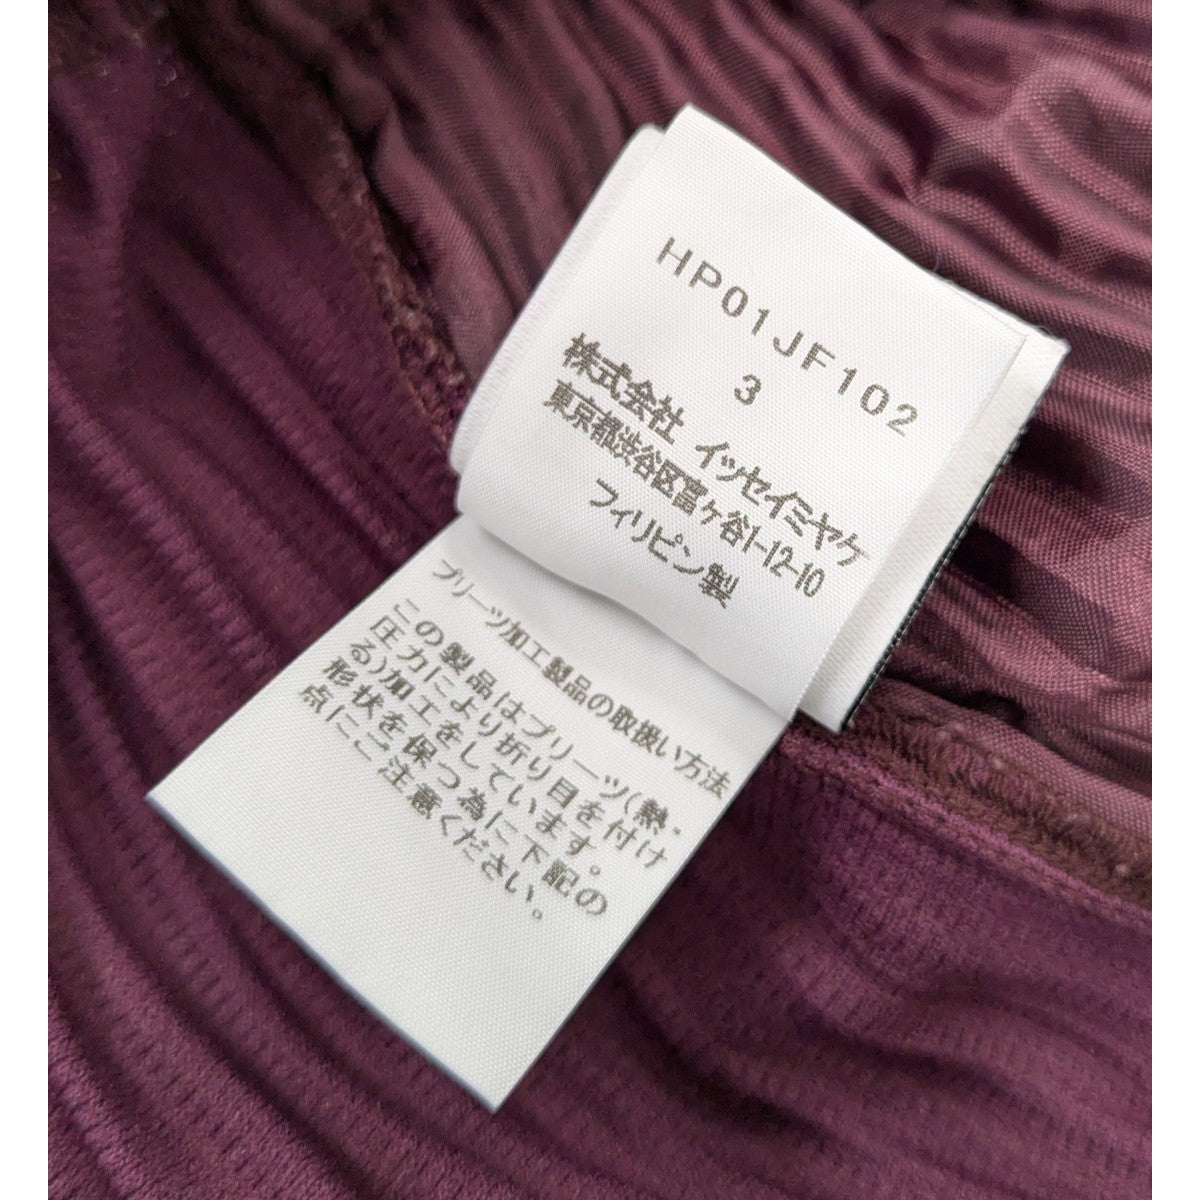 HP01JF102
3
株式会社 イッセイミヤケ
東京都渋谷区富ヶ谷1-12-10
フィリピン製
プリーツ加工製品の取扱い方法
この製品はプリーツ(熱・
圧力により折り目を付け
る)加工をしています。
形状を保つ為に下記の
点にご注意ください。